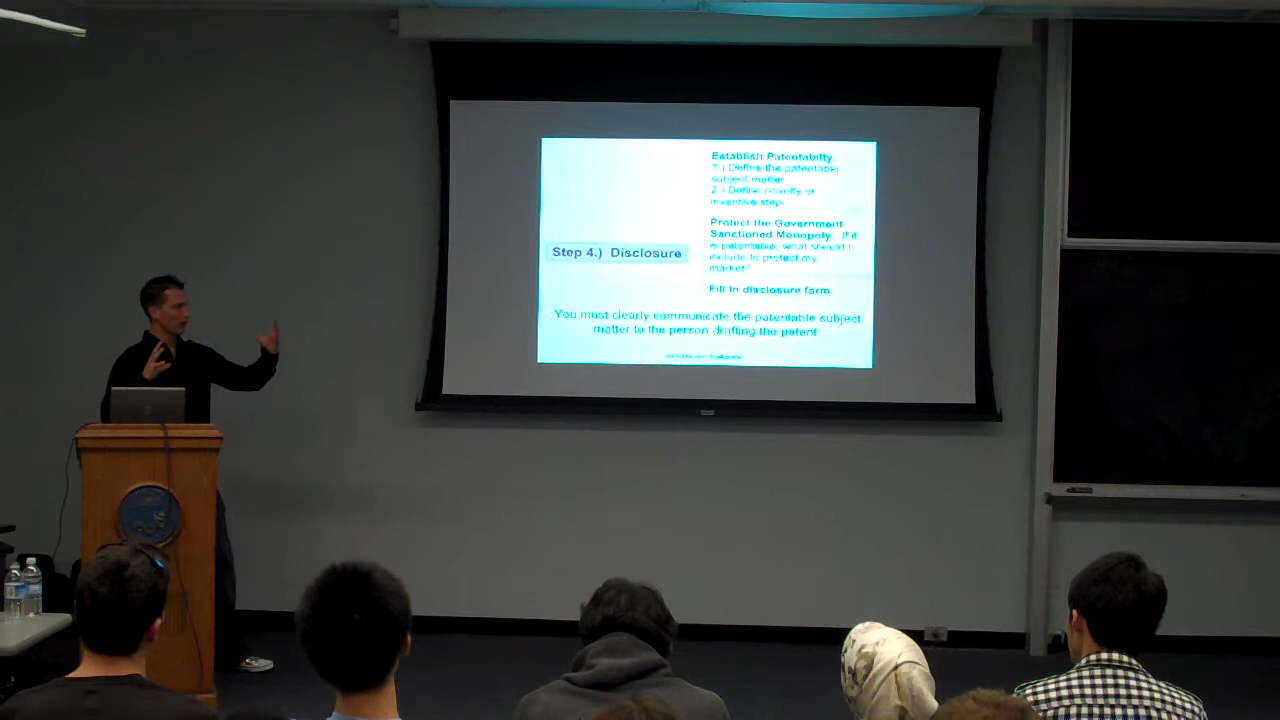 Establish Patentabilty
1.) Define the patentable
subject matter
2.) Define novelty or
inventive step.
Protect the Government
Sanctioned Monopoly. If it
is patentable, what should I
include to protect my
market?
Step 4.) Disclosure
Fill in disclosure form
You must clearly communicate the patentable subject
matter to the person drafting the patent